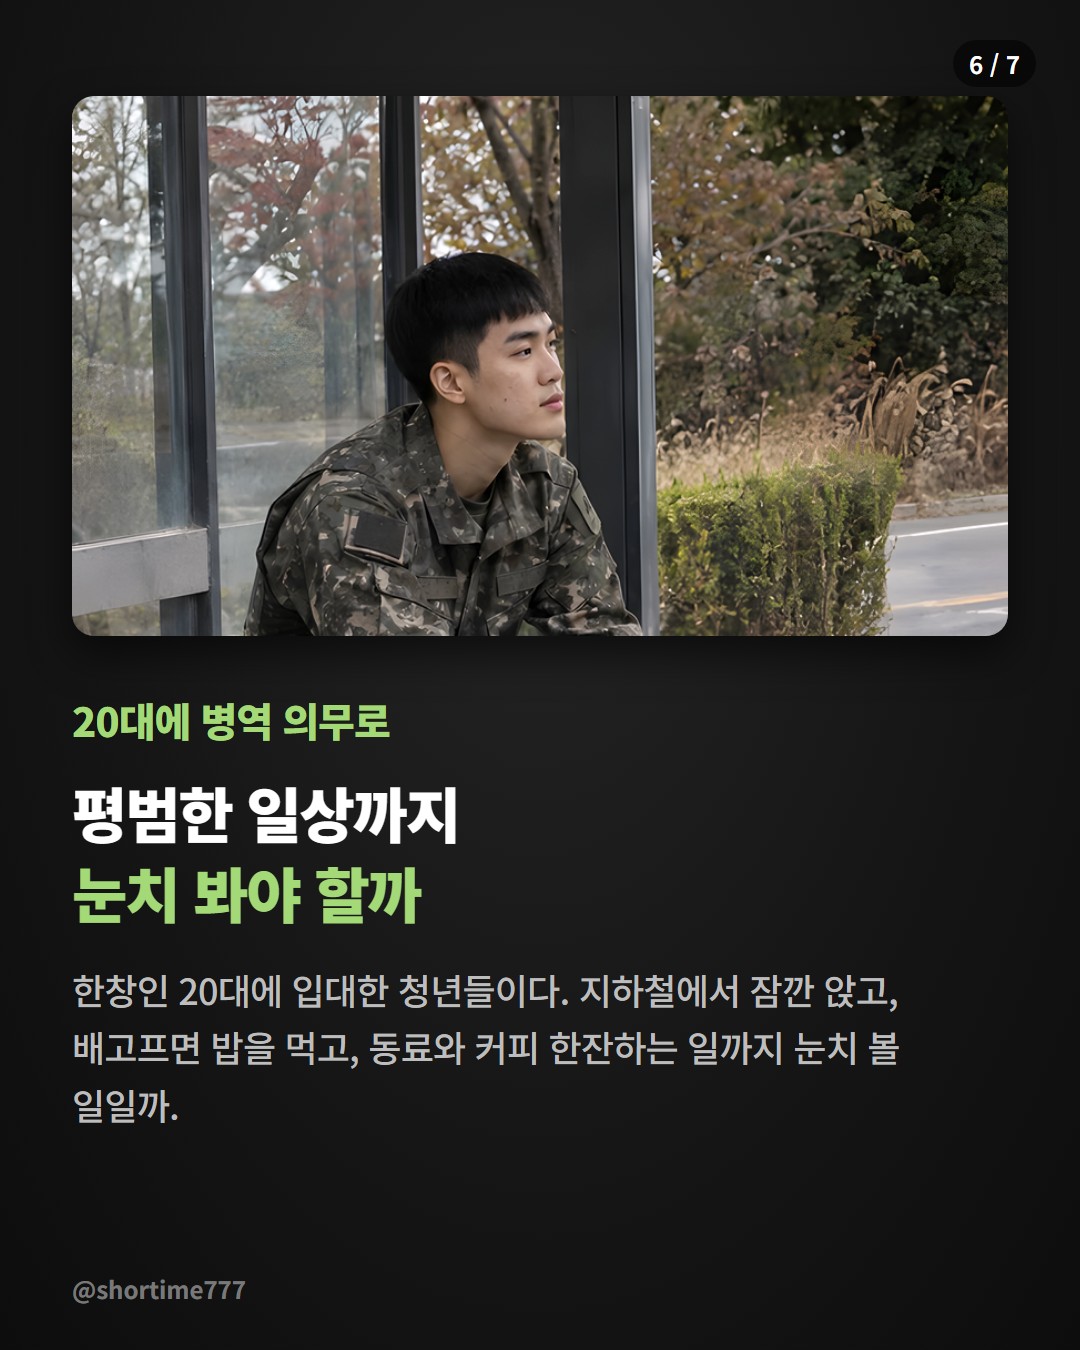 6 / 7
20대에 병역 의무로
평범한 일상까지
눈치 봐야 할까
한창인 20대에 입대한 청년들이다. 지하철에서 잠깐 앉고,
배고프면 밥을 먹고, 동료와 커피 한잔하는 일까지 눈치 볼
일일까.
@shortime777